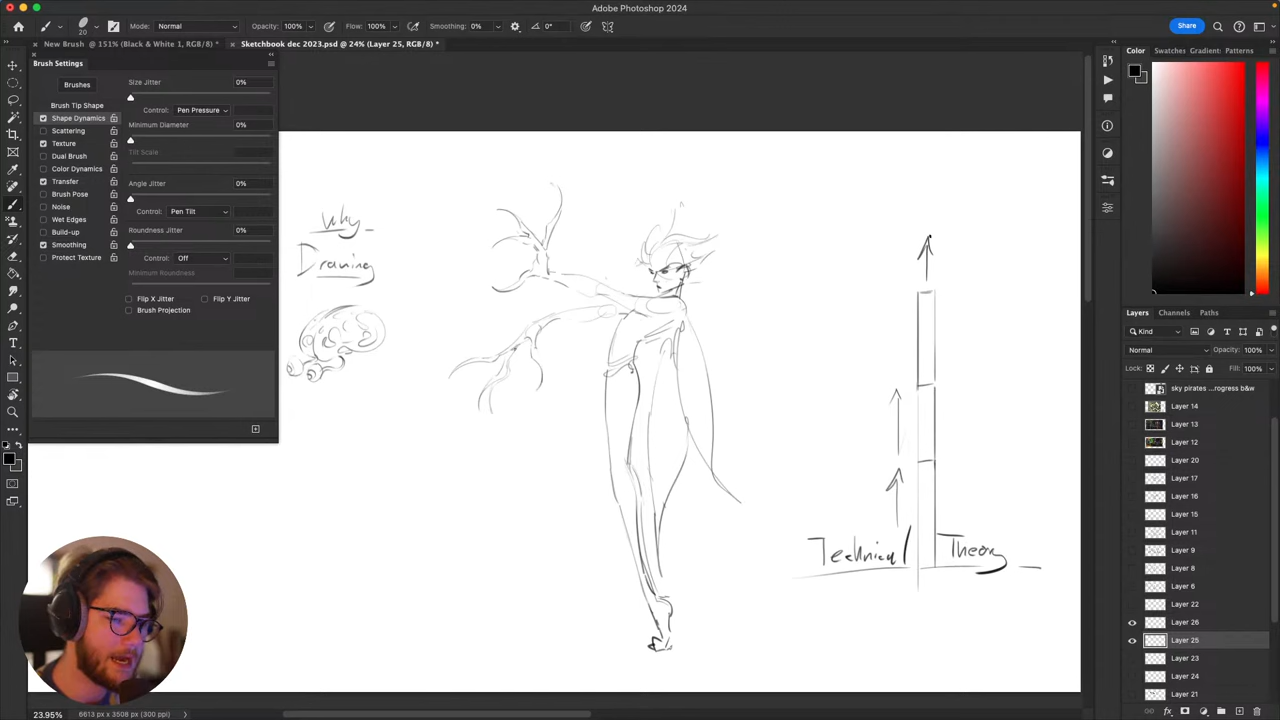 Adobe Photoshop 2024
20
Mode: Normal
Opacity: 100%
Flow: 100%
Smoothing: 0%
0°
Share
New Brush @ 151% (Black & White 1, RGB/8) *
Sketchbook dec 2023.psd @ 24% (Layer 25, RGB/8) *
Brush Settings
Brushes
Brush Tip Shape
Shape Dynamics
Scattering
Texture
Dual Brush
Color Dynamics
Transfer
Brush Pose
Noise
Wet Edges
Build-up
Smoothing
Protect Texture
Size Jitter 0%
Control: Pen Pressure
Minimum Diameter 0%
Tilt Scale
Angle Jitter 0%
Control: Pen Tilt
Roundness Jitter 0%
Control: Off
Minimum Roundness
Flip X Jitter
Flip Y Jitter
Brush Projection
Why
Drawing
Technical
Theory
Color
Swatches
Gradient:
Patterns
Layers
Channels
Paths
Kind
Normal
Opacity: 100%
Lock:
Fill: 100%
sky pirates ...rogress b&w
Layer 14
Layer 13
Layer 12
Layer 20
Layer 17
Layer 16
Layer 15
Layer 11
Layer 9
Layer 8
Layer 6
Layer 22
Layer 26
Layer 25
Layer 23
Layer 24
Layer 21
23.95%
6613 px x 3508 px (300 ppi)